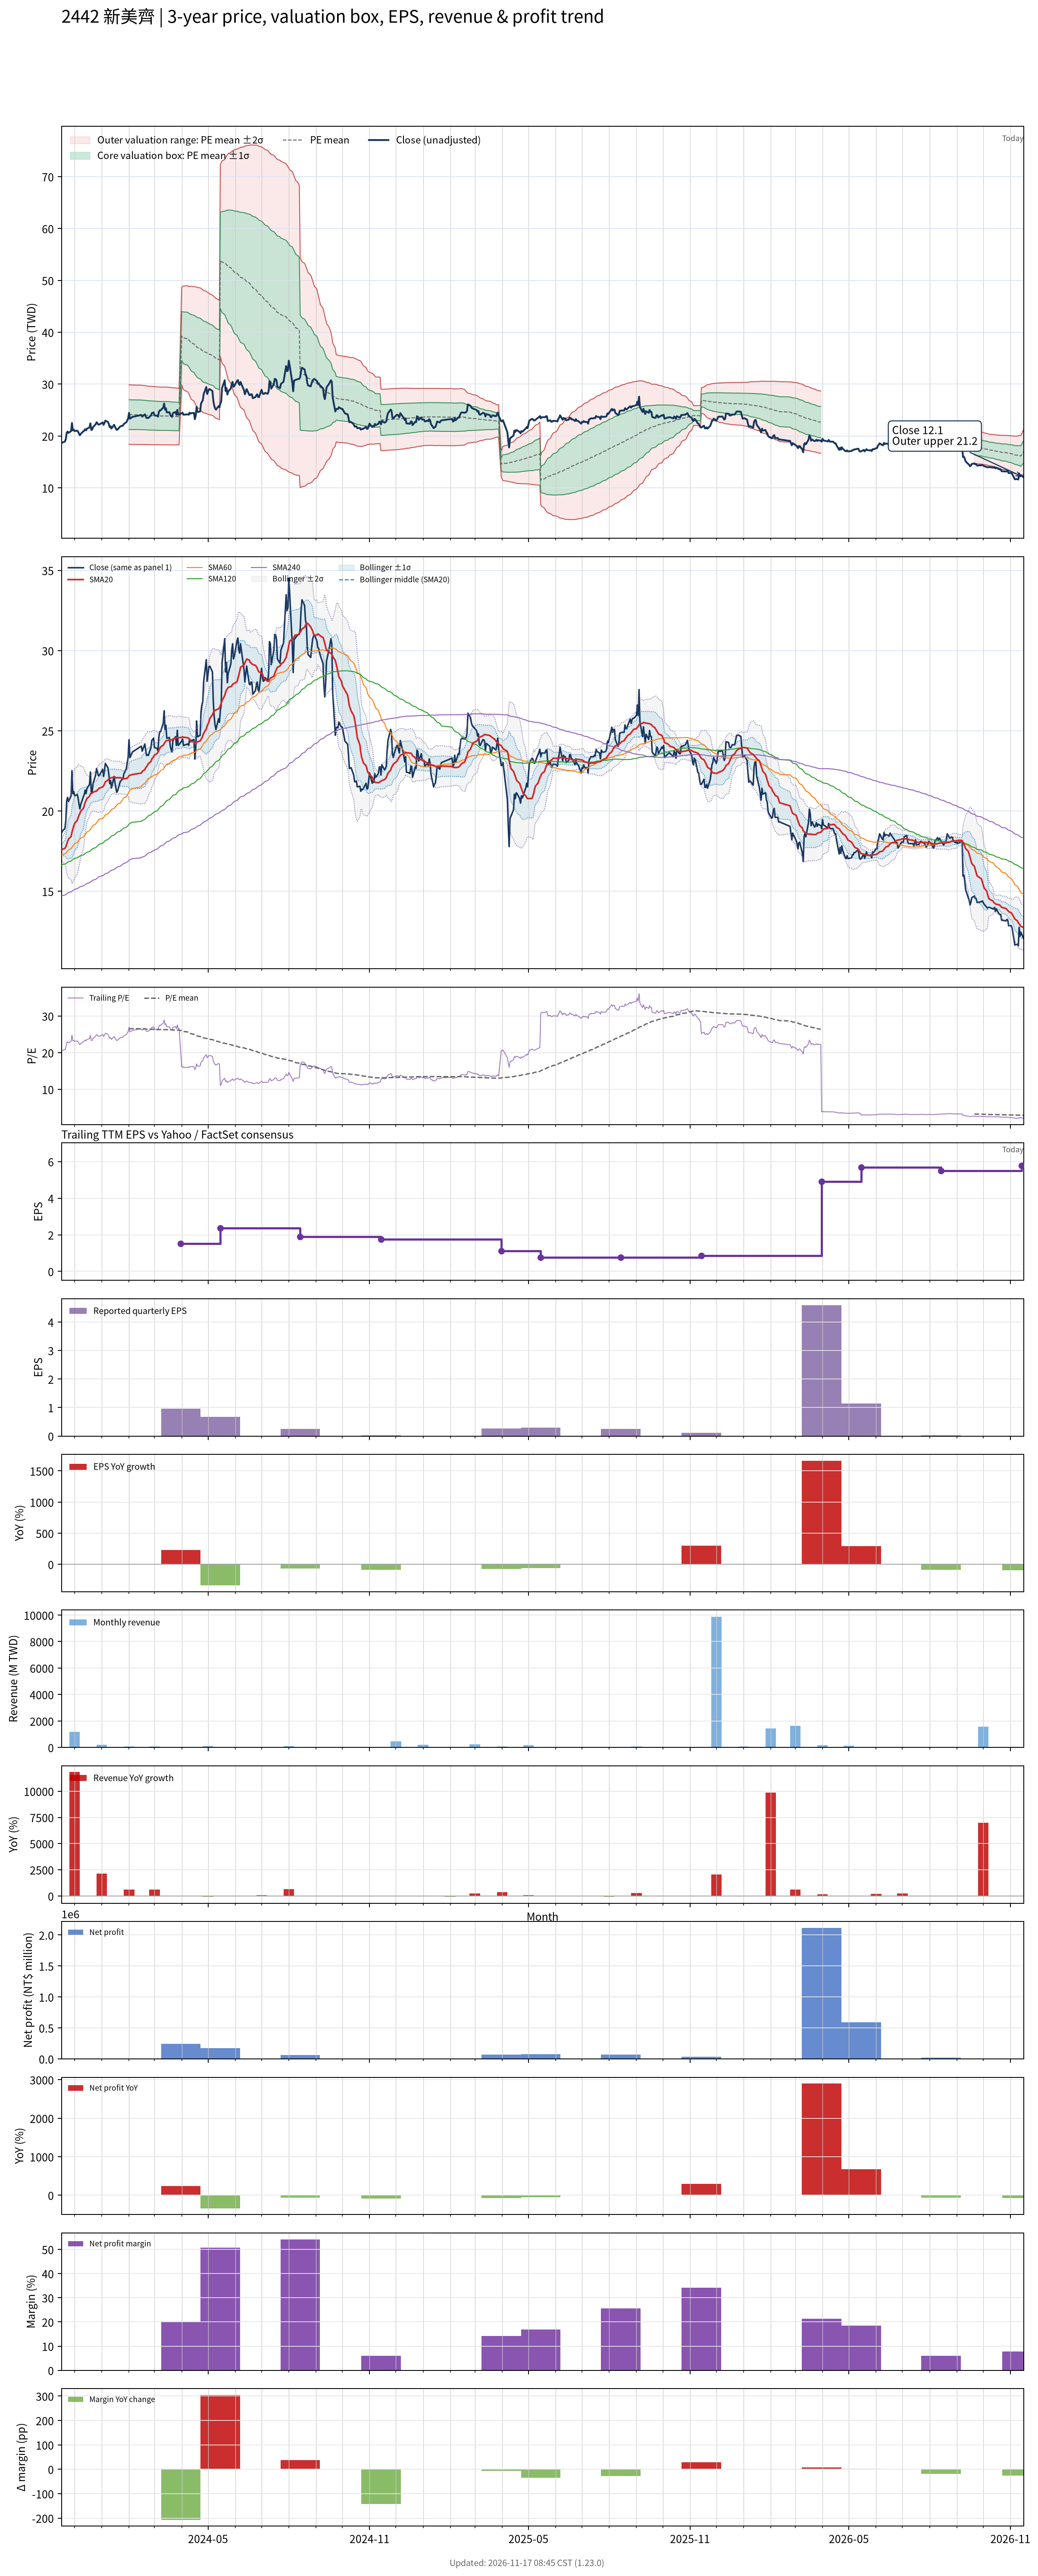 2442 新美齊 | 3-year price, valuation box, EPS, revenue & profit trend
Outer valuation range: PE mean ±2σ
Core valuation box: PE mean ±1σ
PE mean
Close (unadjusted)
Today
Price (TWD)
70
60
50
40
30
20
10
Close 12.1
Outer upper 21.2
Close (same as panel 1)
SMA20
SMA60
SMA120
SMA240
Bollinger ±2σ
Bollinger ±1σ
Bollinger middle (SMA20)
Price
35
30
25
20
15
Trailing P/E
P/E mean
P/E
30
20
10
Trailing TTM EPS vs Yahoo / FactSet consensus
Today
EPS
6
4
2
0
Reported quarterly EPS
EPS
4
3
2
1
0
EPS YoY growth
YoY (%)
1500
1000
500
0
Monthly revenue
Revenue (M TWD)
10000
8000
6000
4000
2000
0
Revenue YoY growth
YoY (%)
10000
7500
5000
2500
0
Month
1e6
Net profit
Net profit (NT$ million)
2.0
1.5
1.0
0.5
0.0
Net profit YoY
YoY (%)
3000
2000
1000
0
Net profit margin
Margin (%)
50
40
30
20
10
0
Margin YoY change
Δ margin (pp)
300
200
100
0
-100
-200
2024-05
2024-11
2025-05
2025-11
2026-05
2026-11
Updated: 2026-11-17 08:45 CST (1.23.0)